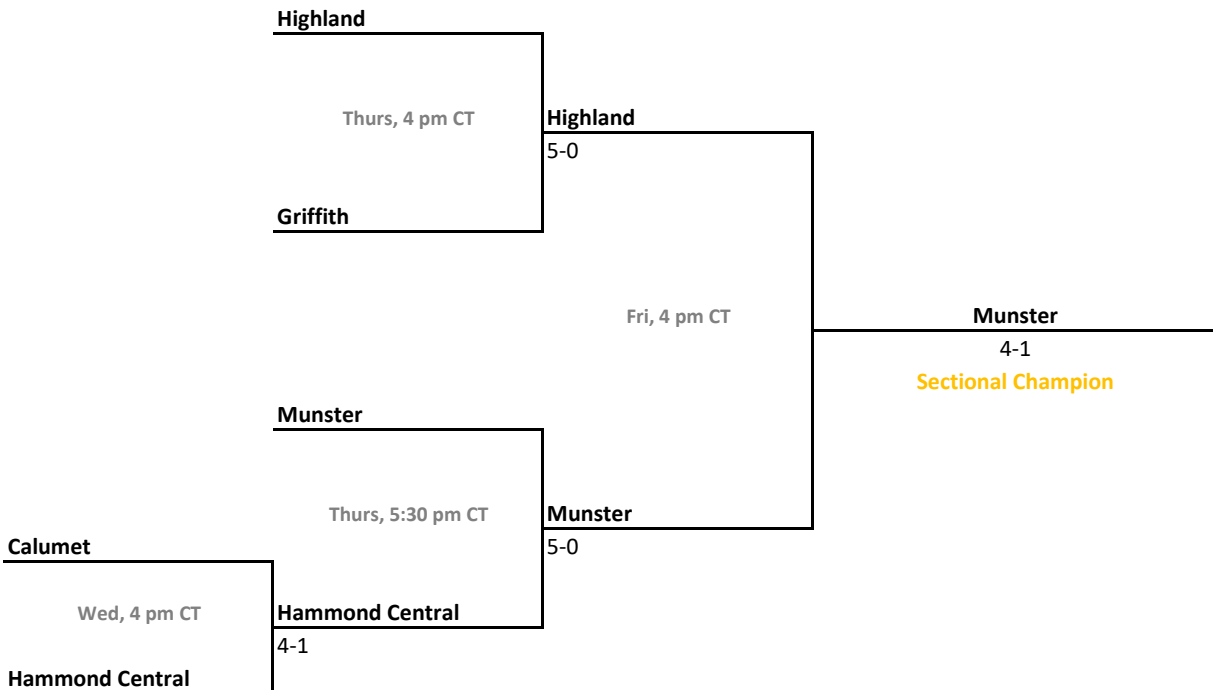 Highland
Thurs, 4 pm CT
Highland
5-0
Griffith
Fri, 4 pm CT
Munster
4-1
Sectional Champion
Munster
Thurs, 5:30 pm CT
Munster
5-0
Calumet
Wed, 4 pm CT
Hammond Central
4-1
Hammond Central